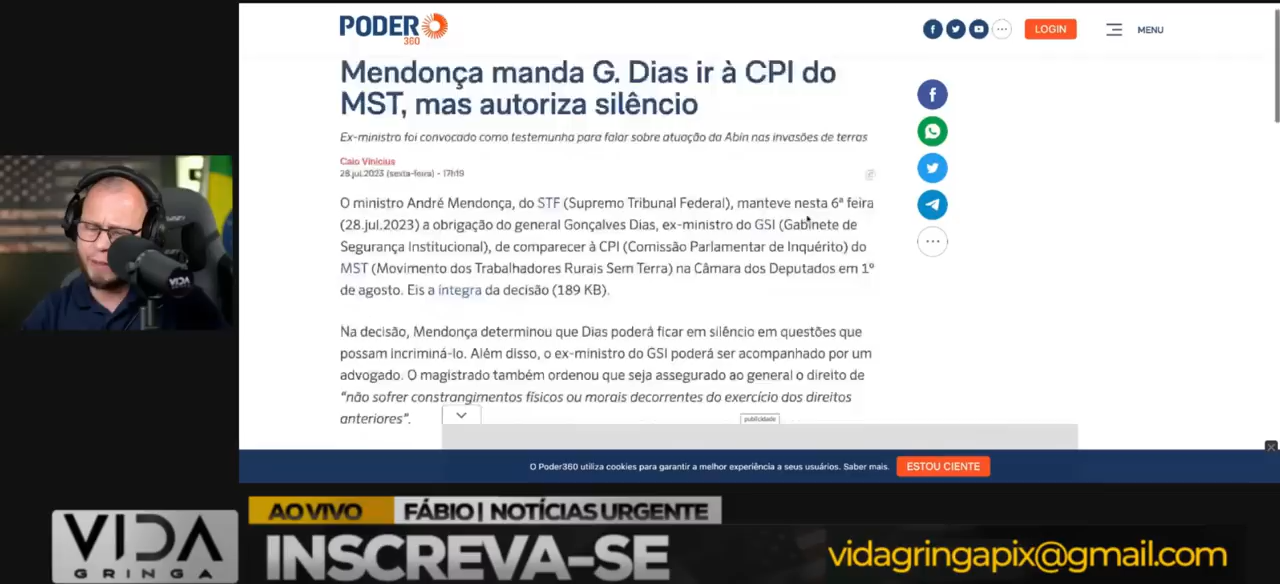 PODER
360
LOGIN
MENU
Mendonça manda G. Dias ir à CPI do
MST, mas autoriza silêncio
Ex-ministro foi convocado como testemunha para falar sobre atuação da Abin nas invasões de terras
Caio Vinícius
28.jul.2023 (sexta-feira) - 17h19
O ministro André Mendonça, do STF (Supremo Tribunal Federal), manteve nesta 6ª feira
(28.jul.2023) a obrigação do general Gonçalves Dias, ex-ministro do GSI (Gabinete de
Segurança Institucional), de comparecer à CPI (Comissão Parlamentar de Inquérito) do
MST (Movimento dos Trabalhadores Rurais Sem Terra) na Câmara dos Deputados em 1º
de agosto. Eis a íntegra da decisão (189 KB).
Na decisão, Mendonça determinou que Dias poderá ficar em silêncio em questões que
possam incriminá-lo. Além disso, o ex-ministro do GSI poderá ser acompanhado por um
advogado. O magistrado também ordenou que seja assegurado ao general o direito de
“não sofrer constrangimentos físicos ou morais decorrentes do exercício dos direitos
anteriores”.
publicidade
O Poder360 utiliza cookies para garantir a melhor experiência a seus usuários. Saber mais.
ESTOU CIENTE
VIDA
AO VIVO
FÁBIO | NOTÍCIAS URGENTE
VIDA
GRINGA
INSCREVA-SE
vidagringapix@gmail.com